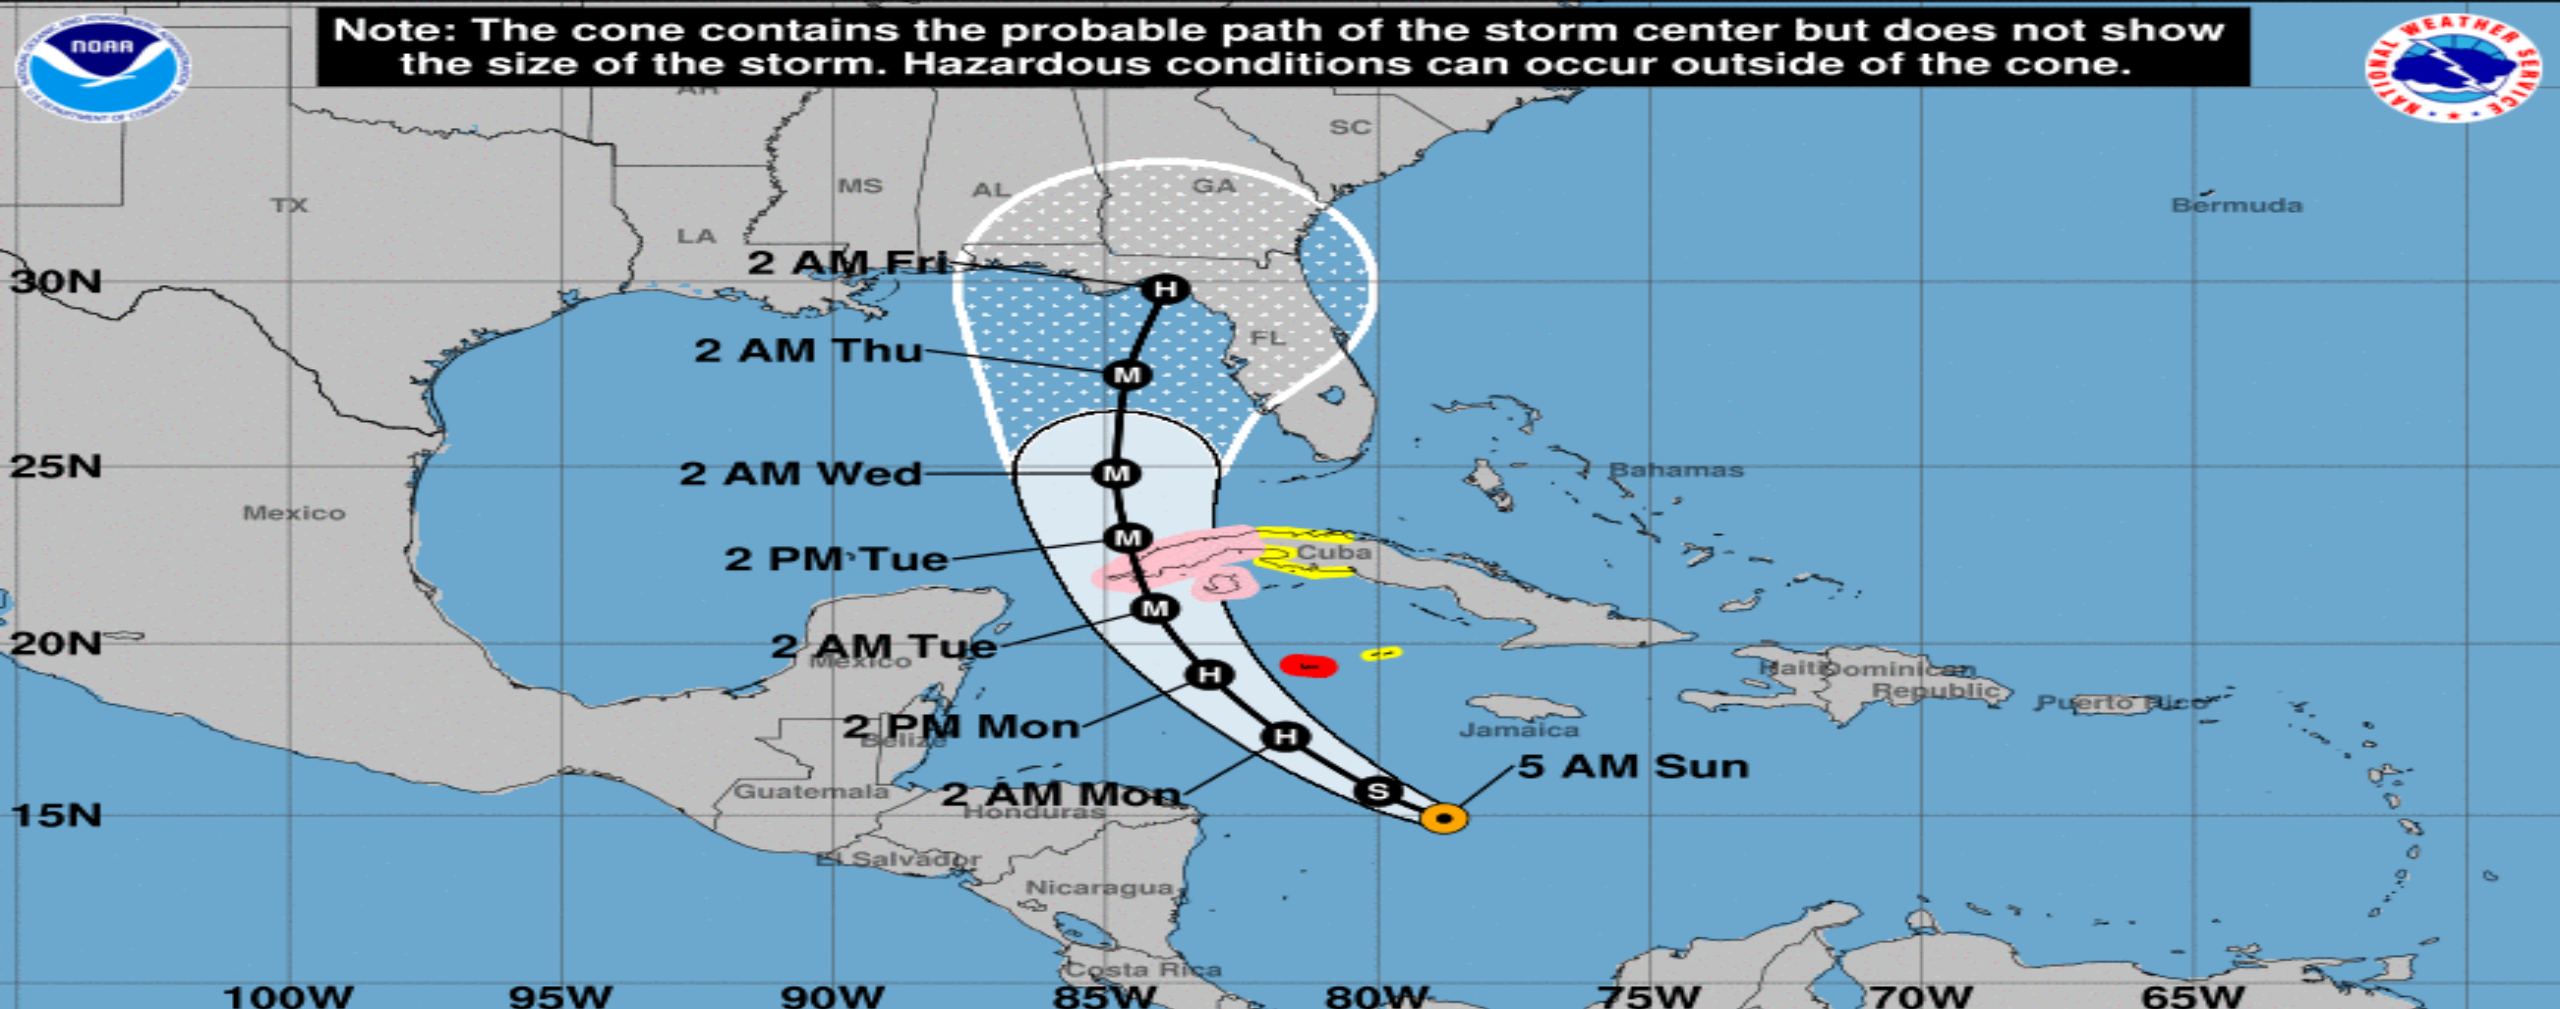 Note: The cone contains the probable path of the storm center but does not show
the size of the storm. Hazardous conditions can occur outside of the cone.
NOAA
NATIONAL WEATHER SERVICE
AR
SC
MS
AL
GA
TX
Bermuda
LA
2 AM Fri
H
30N
FL
2 AM Thu
M
25N
2 AM Wed
M
Bahamas
Mexico
M
2 PM Tue
Cuba
M
20N
2 AM Tue
Mexico
Haiti
Dominican
Republic
H
Puerto Rico
2 PM Mon
Jamaica
Belize
H
5 AM Sun
Guatemala
2 AM Mon
S
Honduras
15N
El Salvador
Nicaragua
Costa Rica
100W 95W 90W 85W 80W 75W 70W 65W